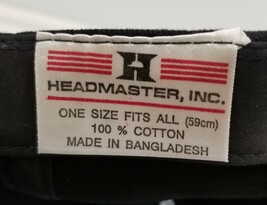 H
HEADMASTER, INC.
ONE SIZE FITS ALL (59cm)
100 % COTTON
MADE IN BANGLADESH